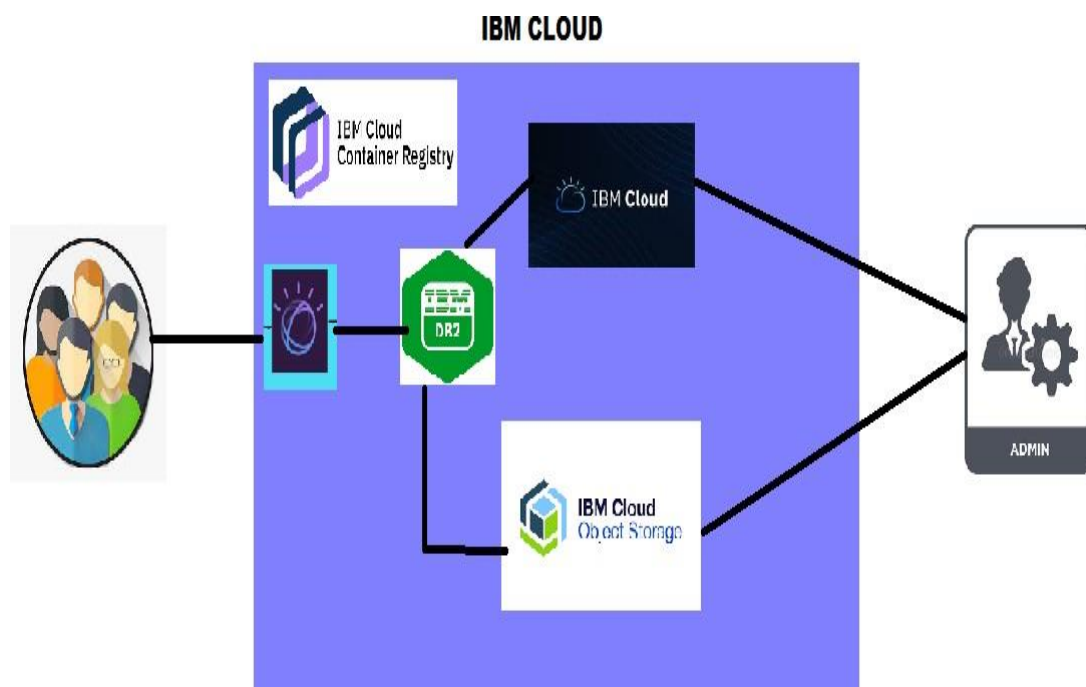 IBM CLOUD
IBM Cloud
Container Registry
IBM Cloud
IBM
DB2
IBM Cloud
Object Storage
ADMIN